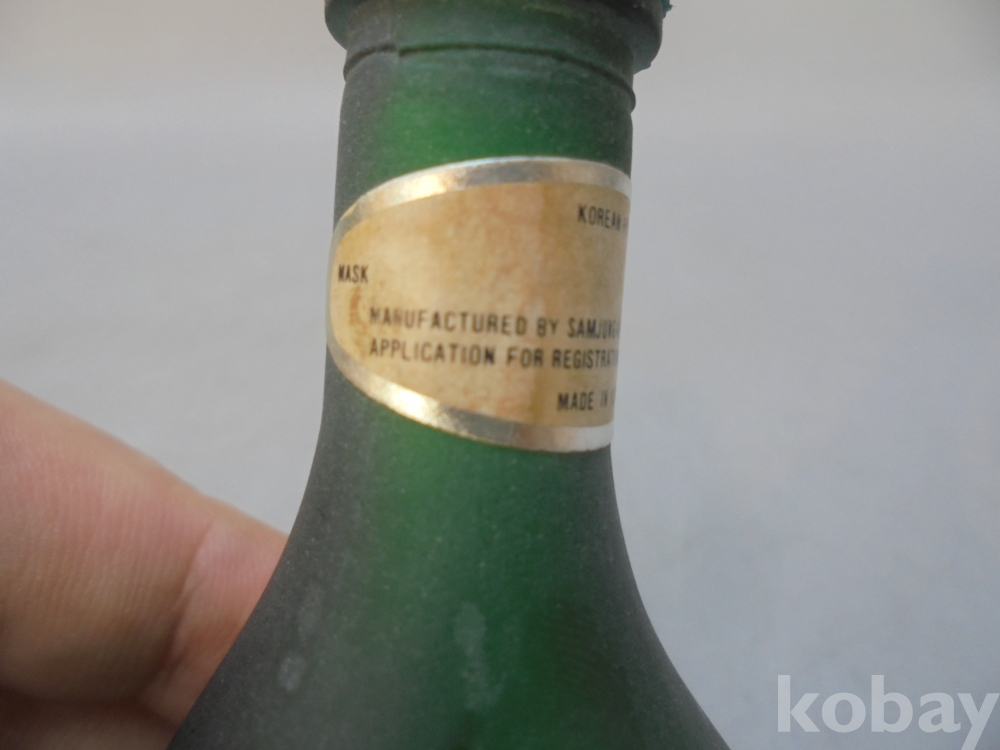 KOREAN
MASK
MANUFACTURED BY
APPLICATION FOR
MADE IN
kobay